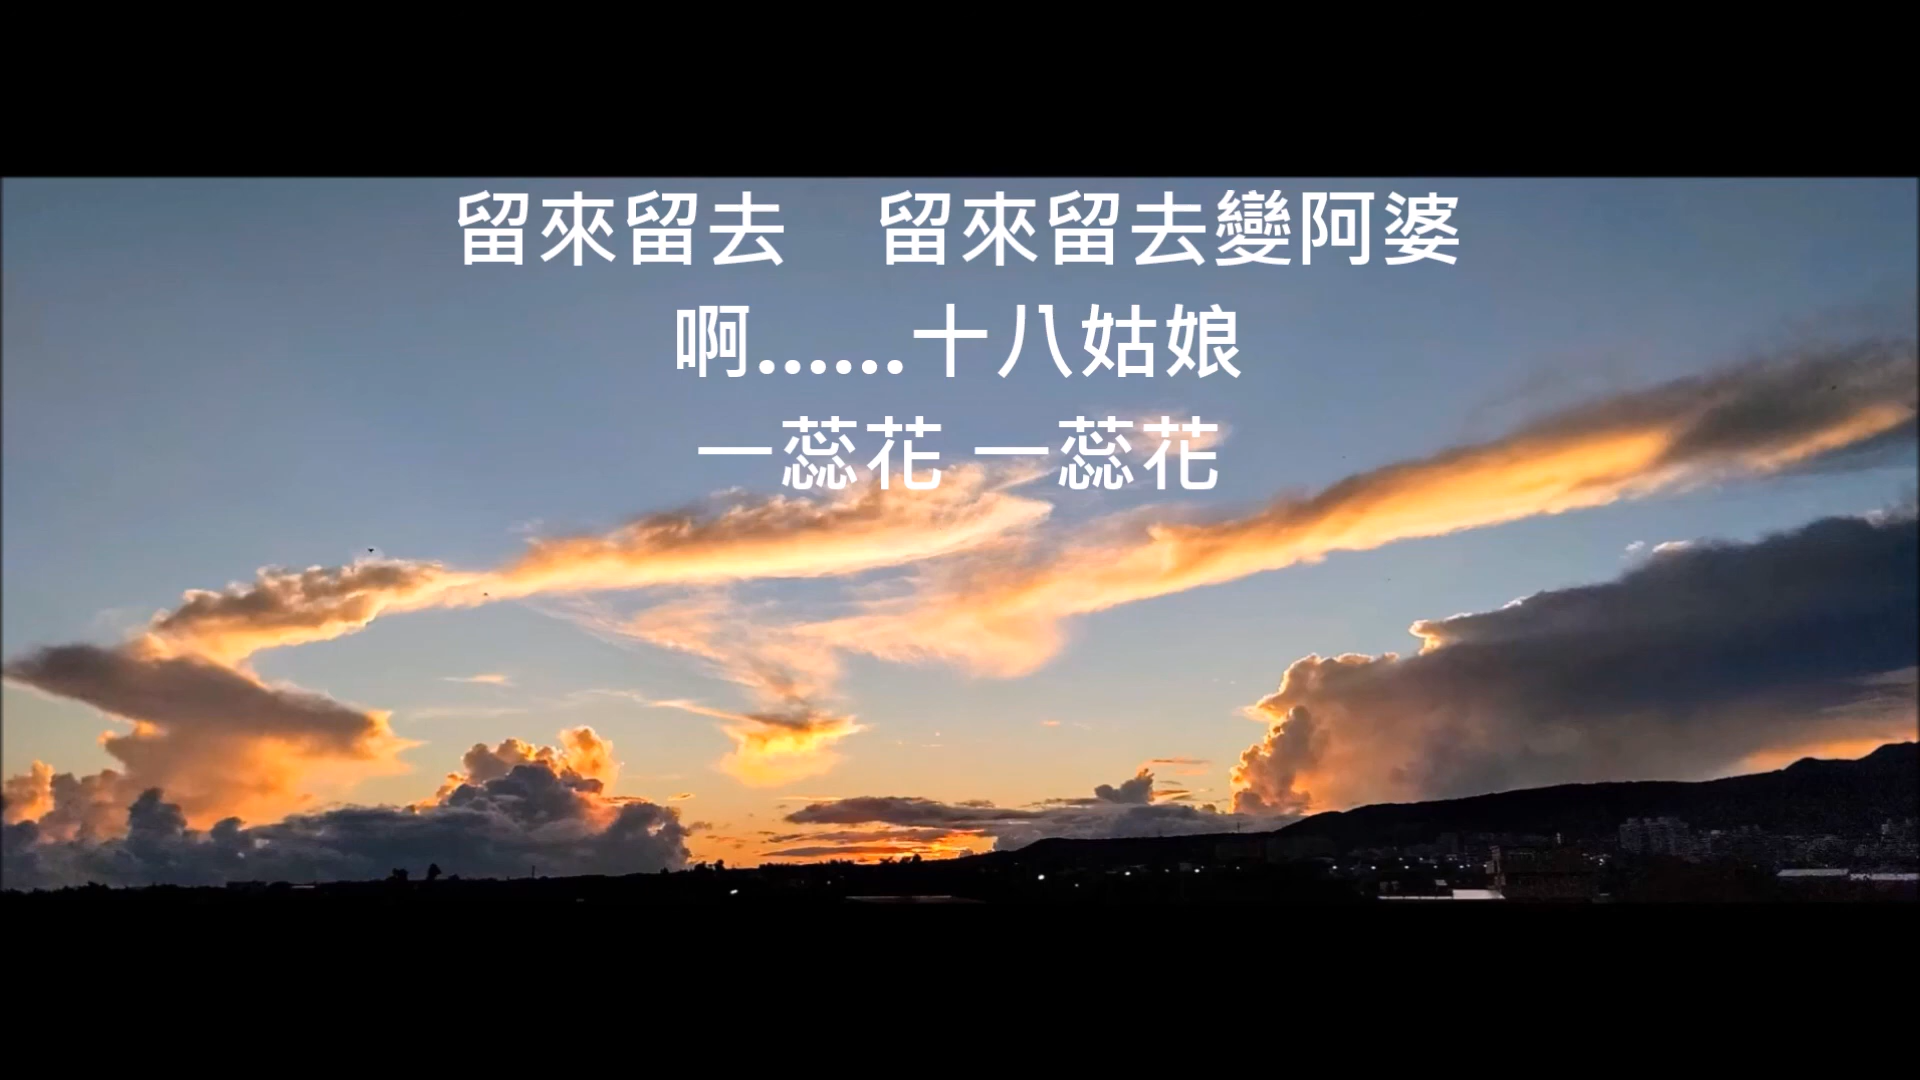 留來留去　留來留去變阿婆
啊......十八姑娘
一蕊花 一蕊花